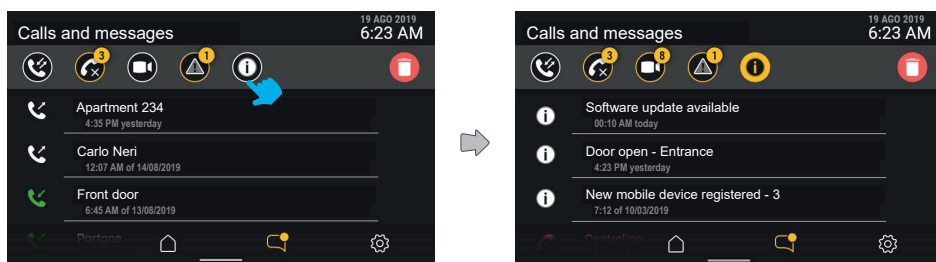 19 AGO 2019
Calls and messages
6:23 AM
3
1
Apartment 234
4:35 PM yesterday
Carlo Neri
12:07 AM of 14/08/2019
Front door
6:45 AM of 13/08/2019
Portone
19 AGO 2019
Calls and messages
6:23 AM
3
8
1
Software update available
00:10 AM today
Door open - Entrance
4:23 PM yesterday
New mobile device registered - 3
7:12 of 10/03/2019
Centralino